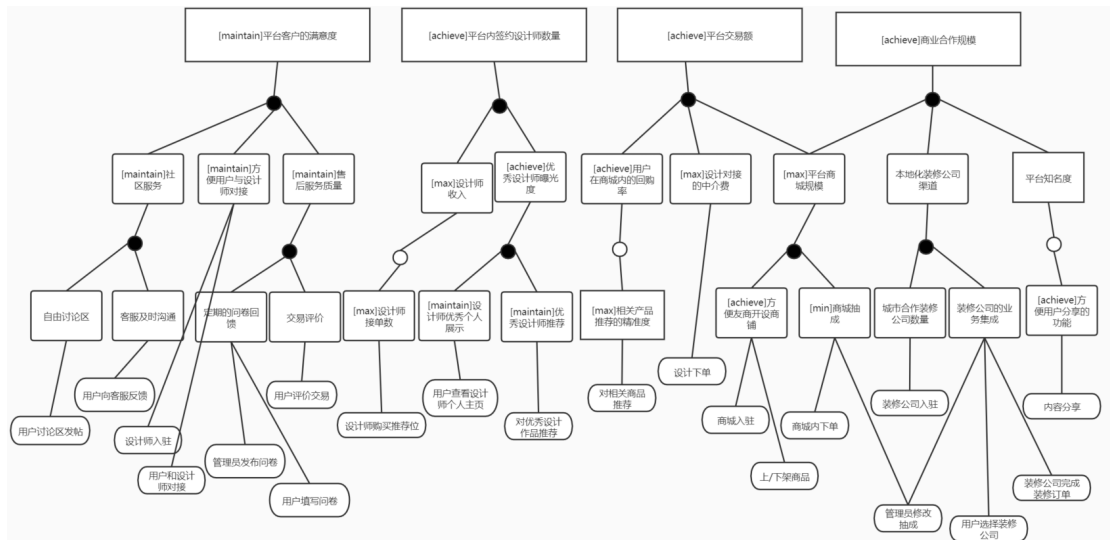 [maintain]平台客户的满意度
[achieve]平台内签约设计师数量
[achieve]平台交易额
[achieve]商业合作规模
[maintain]社
区服务
[maintain]方
便用户与设计
师对接
[maintain]售
后服务质量
[max]设计师
收入
[achieve]优
秀设计师曝光
度
[achieve]用户
在商城内的回购
率
[max]设计对接
的中介费
[max]平台商
城规模
本地化装修公司
渠道
平台知名度
自由讨论区
客服及时沟通
定期的问卷回
馈
交易评价
[max]设计师
接单数
[maintain]设
计师优秀个人
展示
[maintain]优
秀设计师推荐
[max]相关产品
推荐的精准度
[achieve]方
便友商开设商
铺
[min]商城抽
成
城市合作装修
公司数量
装修公司的业
务集成
[achieve]方
便用户分享的
功能
用户讨论区发帖
用户向客服反馈
设计师入驻
用户和设计
师对接
管理员发布问卷
用户填写问卷
用户评价交易
设计师购买推荐位
用户查看设计
师个人主页
对优秀设计
作品推荐
对相关商品
推荐
设计下单
商城入驻
上/下架商品
商城内下单
管理员修改
抽成
装修公司入驻
用户选择装修
公司
装修公司完成
装修订单
内容分享